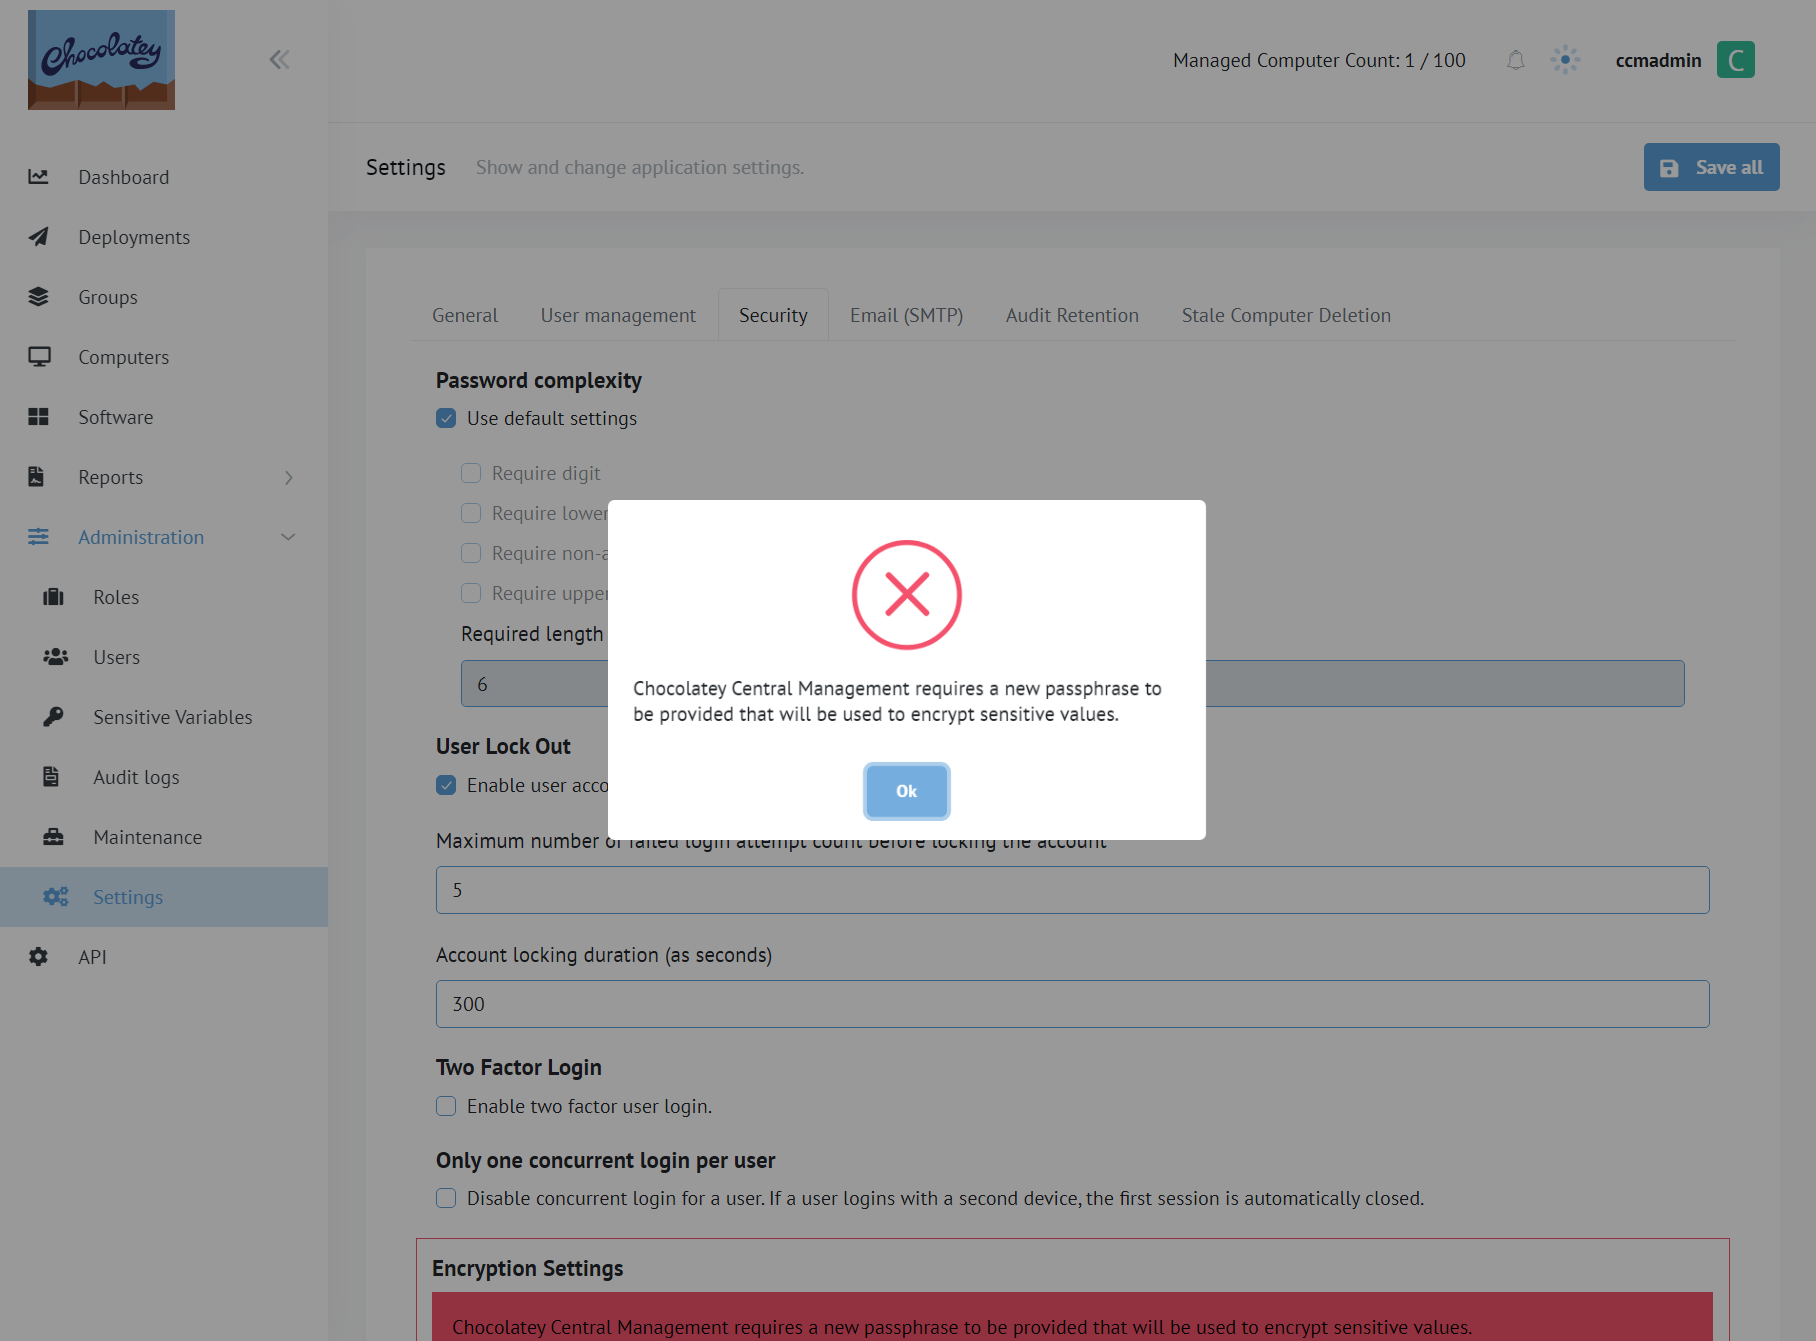 Chocolatey
Managed Computer Count: 1 / 100
ccmadmin
C
Settings
Show and change application settings.
Save all
Dashboard
Deployments
Groups
Computers
Software
Reports
Administration
Roles
Users
Sensitive Variables
Audit logs
Maintenance
Settings
API
General
User management
Security
Email (SMTP)
Audit Retention
Stale Computer Deletion
Password complexity
Use default settings
Require digit
Require lower
Require non-a
Require upper
Required length
6
Chocolatey Central Management requires a new passphrase to
be provided that will be used to encrypt sensitive values.
Ok
User Lock Out
Enable user acco
Maximum number of failed login attempt count before locking the account
5
Account locking duration (as seconds)
300
Two Factor Login
Enable two factor user login.
Only one concurrent login per user
Disable concurrent login for a user. If a user logins with a second device, the first session is automatically closed.
Encryption Settings
Chocolatey Central Management requires a new passphrase to be provided that will be used to encrypt sensitive values.